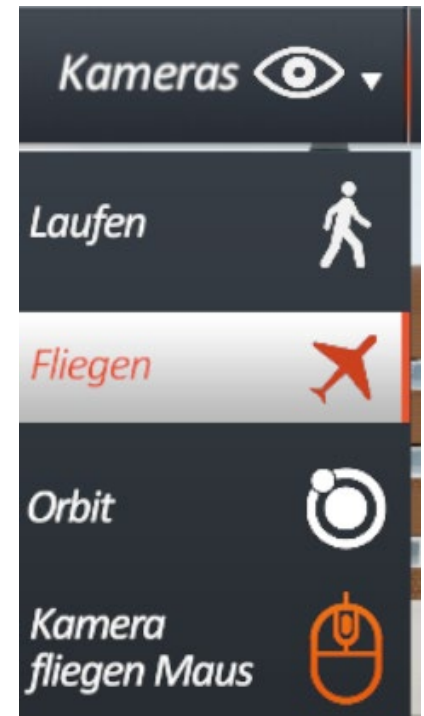 Kameras
Laufen
Fliegen
Orbit
Kamera
fliegen Maus